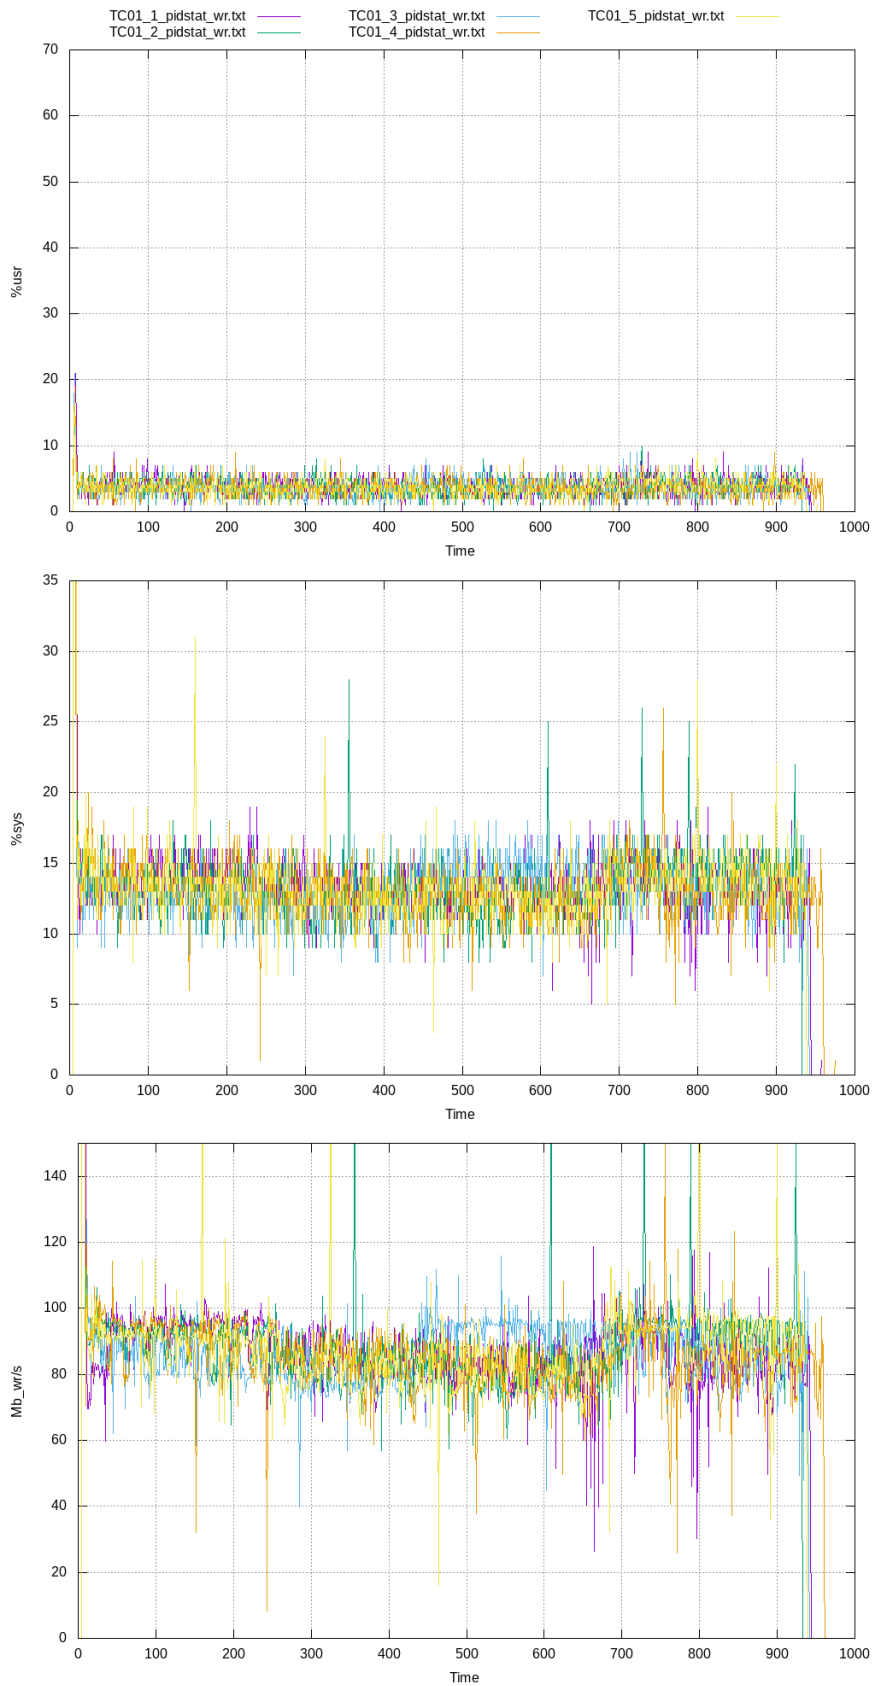 TC01_1_pidstat_wr.txt TC01_3_pidstat_wr.txt TC01_5_pidstat_wr.txt
TC01_2_pidstat_wr.txt TC01_4_pidstat_wr.txt
70
60
50
40
30
20
10
0
%usr
0 100 200 300 400 500 600 700 800 900 1000
Time
35
30
25
20
15
10
5
0
%sys
0 100 200 300 400 500 600 700 800 900 1000
Time
140
120
100
80
60
40
20
0
Mb_wr/s
0 100 200 300 400 500 600 700 800 900 1000
Time